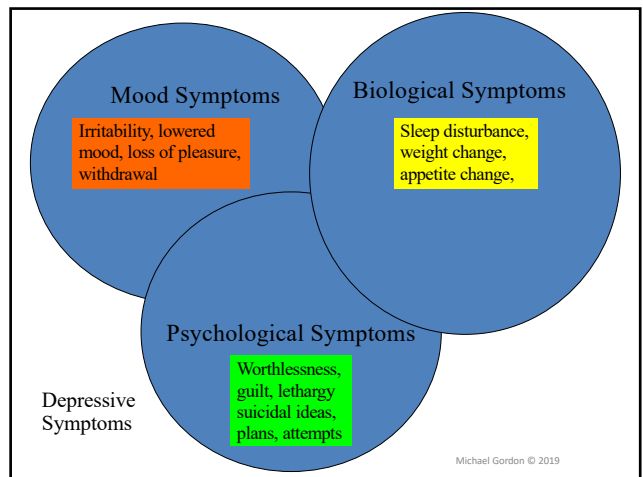 Mood Symptoms
Irritability, lowered
mood, loss of pleasure,
withdrawal
Biological Symptoms
Sleep disturbance,
weight change,
appetite change,
Psychological Symptoms
Worthlessness,
guilt, lethargy
suicidal ideas,
plans, attempts
Depressive
Symptoms
Michael Gordon © 2019